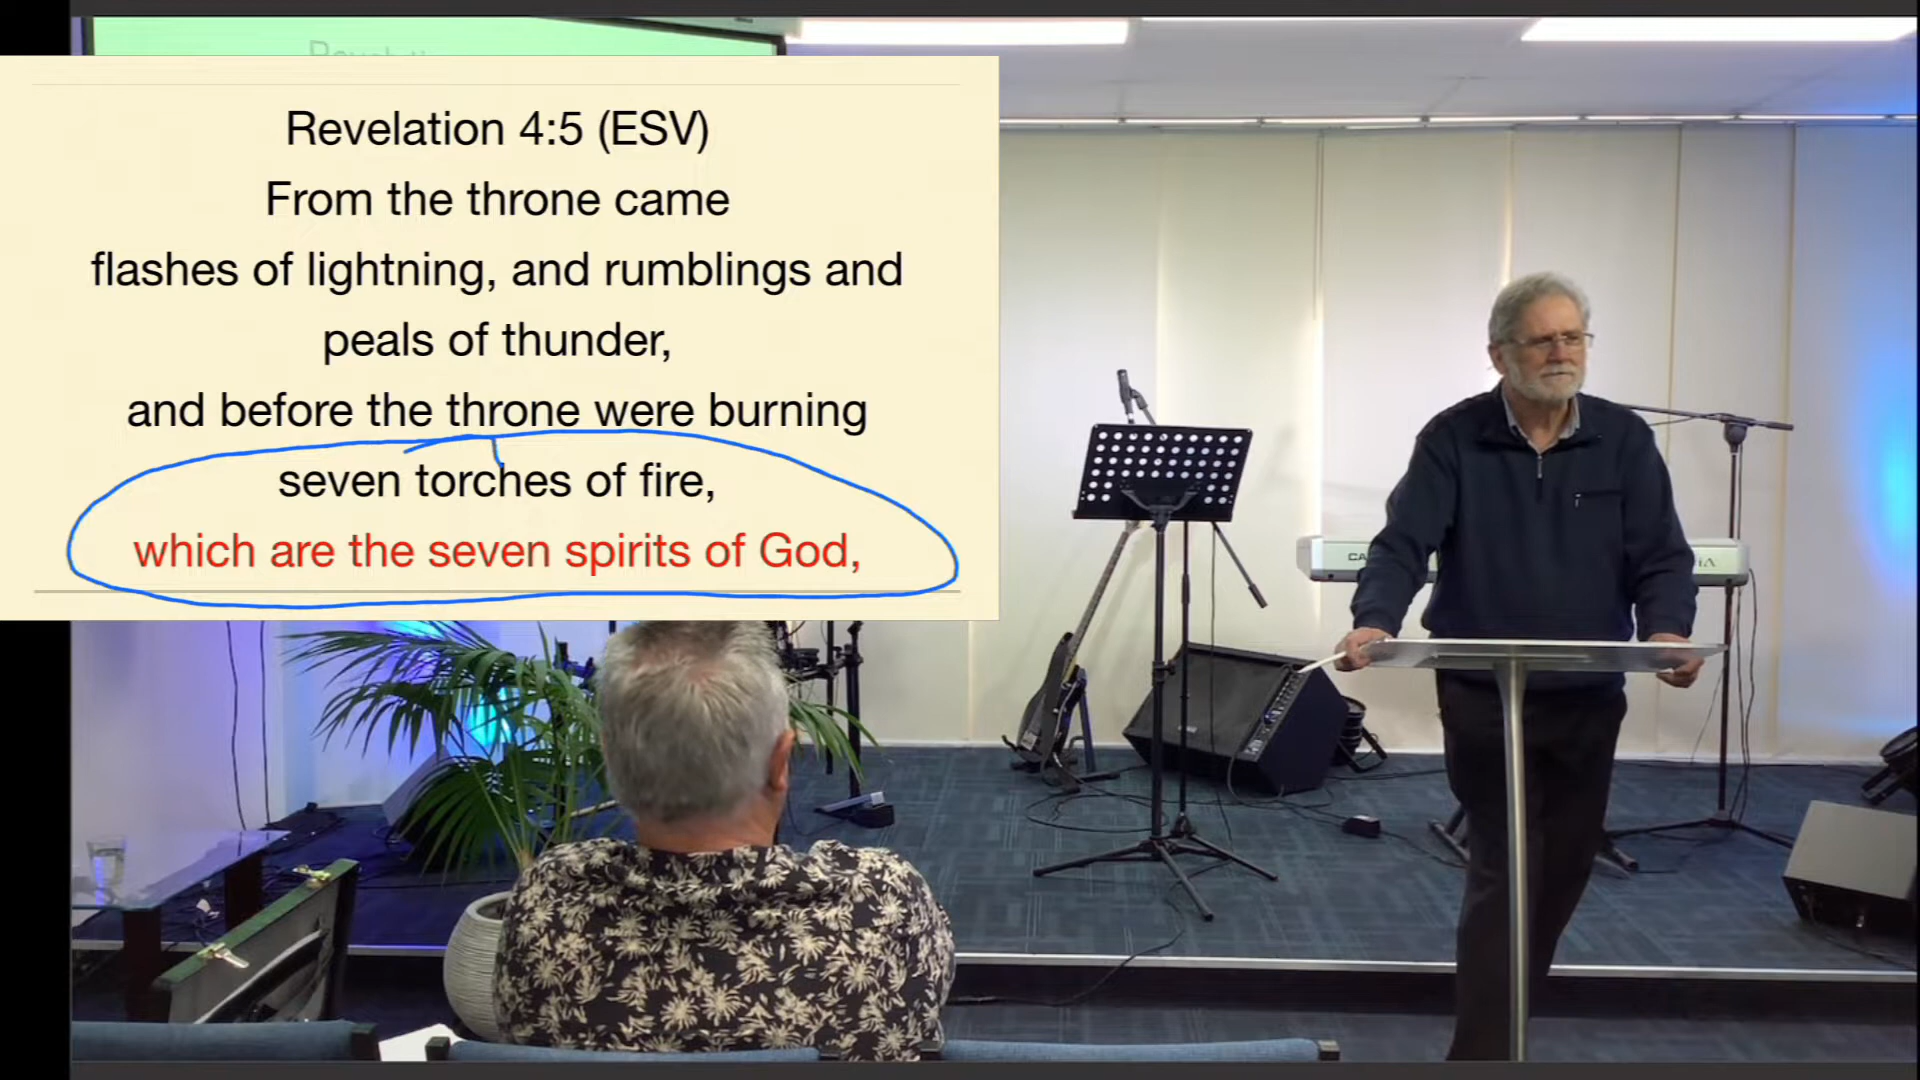 Revelation 4:5 (ESV)
From the throne came
flashes of lightning, and rumblings and
peals of thunder,
and before the throne were burning
seven torches of fire,
which are the seven spirits of God,